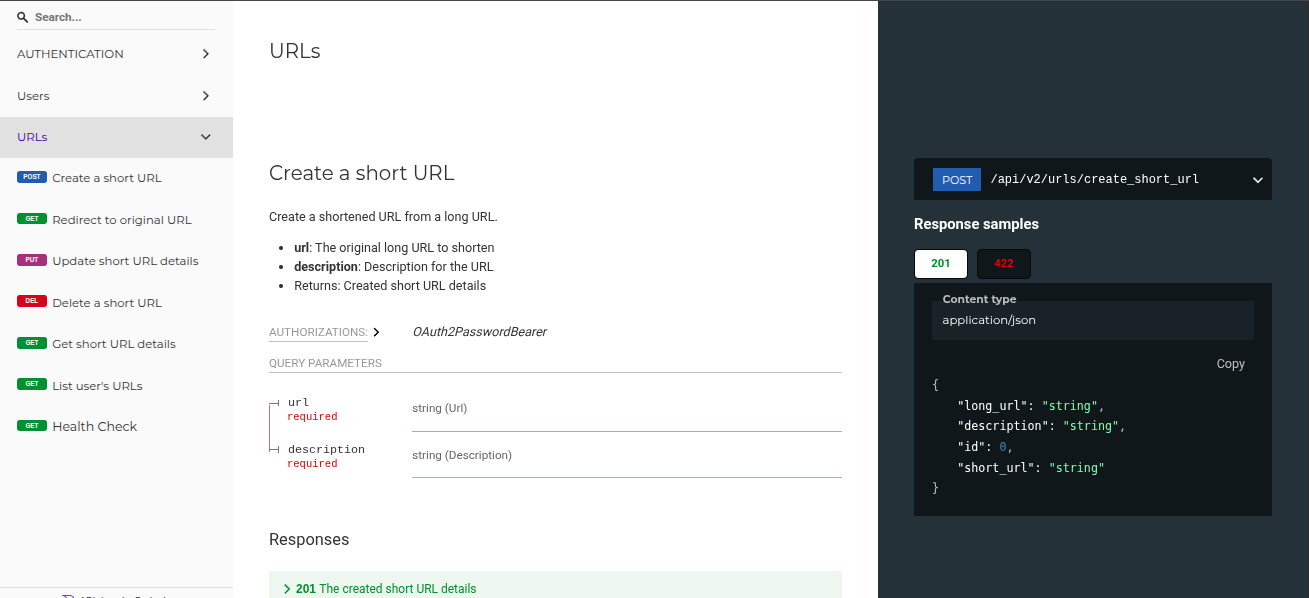 Search...
AUTHENTICATION
Users
URLs
POST Create a short URL
GET Redirect to original URL
PUT Update short URL details
DEL Delete a short URL
GET Get short URL details
GET List user's URLs
GET Health Check
URLs
Create a short URL
Create a shortened URL from a long URL.
• url: The original long URL to shorten
• description: Description for the URL
• Returns: Created short URL details
AUTHORIZATIONS: OAuth2PasswordBearer
QUERY PARAMETERS
url
required
string (Url)
description
required
string (Description)
Responses
201 The created short URL details
POST /api/v2/urls/create_short_url
Response samples
201 422
Content type
application/json
Copy
{
"long_url": "string",
"description": "string",
"id": 0,
"short_url": "string"
}